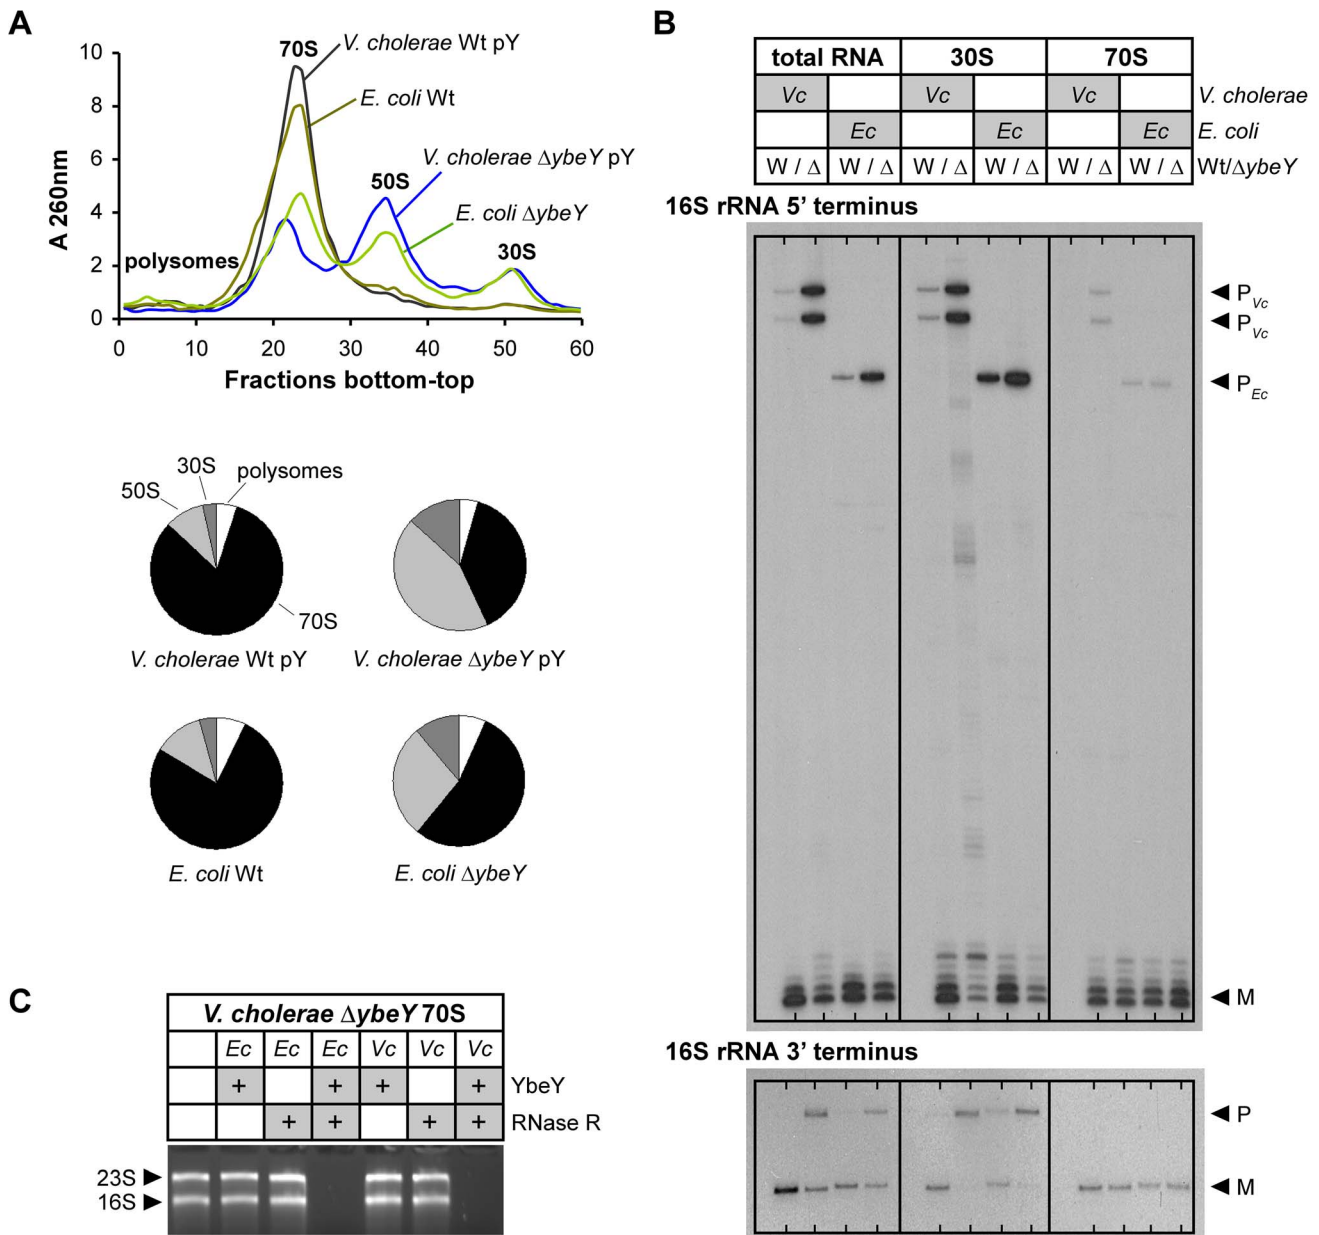 A
V. cholerae Wt pY
E. coli Wt
V. cholerae ΔybeY pY
E. coli ΔybeY
70S
50S
30S
polysomes
A 260nm
10
8
6
4
2
0
0 10 20 30 40 50 60
Fractions bottom-top
30S
polysomes
50S
70S
V. cholerae Wt pY
V. cholerae ΔybeY pY
E. coli Wt
E. coli ΔybeY
B
total RNA 30S 70S
Vc Vc Vc V. cholerae
Ec Ec Ec E. coli
W / Δ W / Δ W / Δ W / Δ W / Δ W / Δ Wt/ΔybeY
16S rRNA 5’ terminus
PVc
PVc
PEc
M
16S rRNA 3’ terminus
P
M
C
V. cholerae ΔybeY 70S
Ec Ec Ec Vc Vc Vc
+ + + + YbeY
+ + + + RNase R
23S
16S